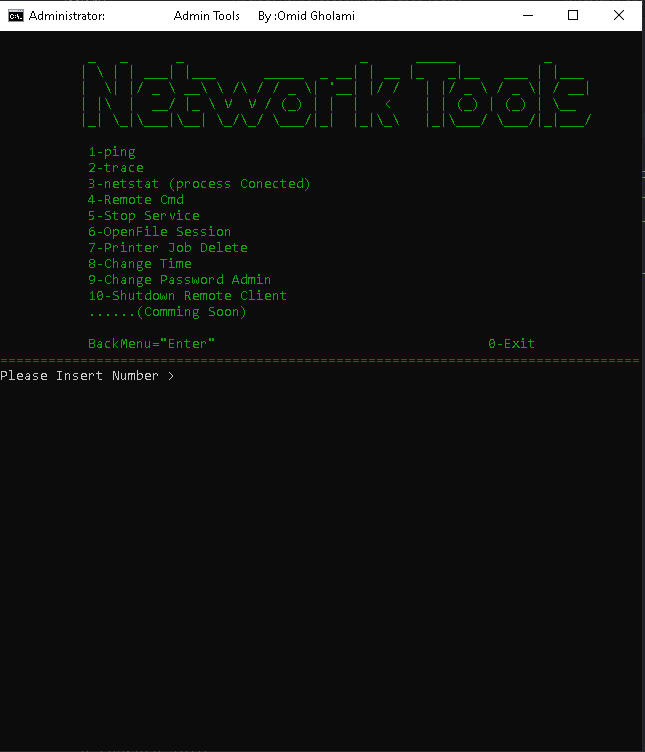 Administrator: Admin Tools By :Omid Gholami
Network Tools
1-ping
2-trace
3-netstat (process Conected)
4-Remote Cmd
5-Stop Service
6-OpenFile Session
7-Printer Job Delete
8-Change Time
9-Change Password Admin
10-Shutdown Remote Client
......(Comming Soon)
BackMenu="Enter" 0-Exit
================================================================================
Please Insert Number >